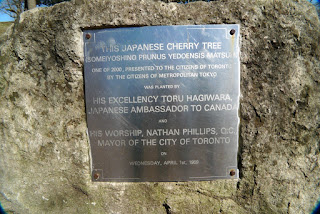 THIS JAPANESE CHERRY TREE
(SOMEIYOSHINO PRUNUS YEDOENSIS MATSUM)
ONE OF 2000, PRESENTED TO THE CITIZENS OF TORONTO
BY THE CITIZENS OF METROPOLITAN TOKYO
WAS PLANTED BY
HIS EXCELLENCY TORU HAGIWARA,
JAPANESE AMBASSADOR TO CANADA
AND
HIS WORSHIP, NATHAN PHILLIPS, Q.C.
MAYOR OF THE CITY OF TORONTO
ON
WEDNESDAY, APRIL 1st,